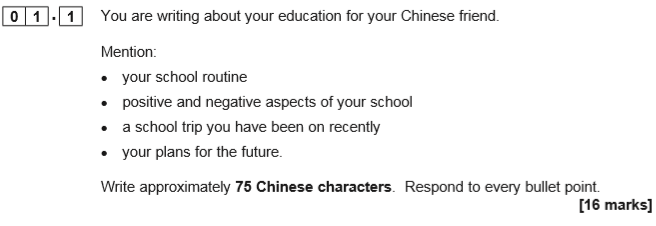 01.1 You are writing about your education for your Chinese friend.
Mention:
• your school routine
• positive and negative aspects of your school
• a school trip you have been on recently
• your plans for the future.
Write approximately 75 Chinese characters. Respond to every bullet point.
[16 marks]